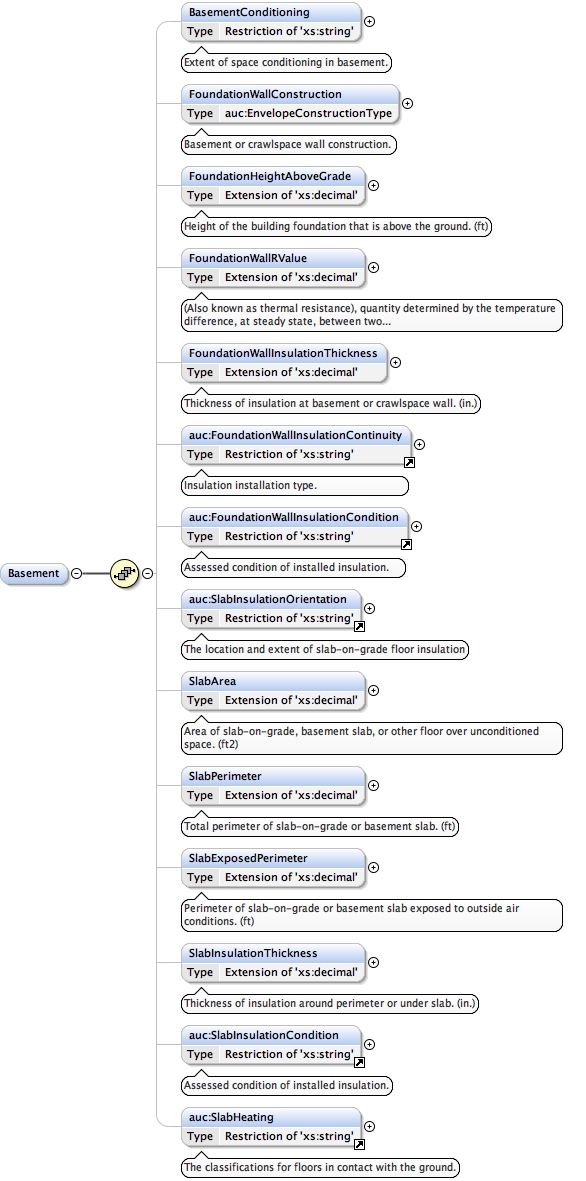 BasementConditioning
Type Restriction of 'xs:string'
Extent of space conditioning in basement.
FoundationWallConstruction
Type auc:EnvelopeConstructionType
Basement or crawlspace wall construction.
FoundationHeightAboveGrade
Type Extension of 'xs:decimal'
Height of the building foundation that is above the ground. (ft)
FoundationWallRValue
Type Extension of 'xs:decimal'
(Also known as thermal resistance), quantity determined by the temperature
difference, at steady state, between two...
FoundationWallInsulationThickness
Type Extension of 'xs:decimal'
Thickness of insulation at basement or crawlspace wall. (in.)
auc:FoundationWallInsulationContinuity
Type Restriction of 'xs:string'
Insulation installation type.
auc:FoundationWallInsulationCondition
Type Restriction of 'xs:string'
Assessed condition of installed insulation.
Basement
auc:SlabInsulationOrientation
Type Restriction of 'xs:string'
The location and extent of slab-on-grade floor insulation
SlabArea
Type Extension of 'xs:decimal'
Area of slab-on-grade, basement slab, or other floor over unconditioned
space. (ft2)
SlabPerimeter
Type Extension of 'xs:decimal'
Total perimeter of slab-on-grade or basement slab. (ft)
SlabExposedPerimeter
Type Extension of 'xs:decimal'
Perimeter of slab-on-grade or basement slab exposed to outside air
conditions. (ft)
SlabInsulationThickness
Type Extension of 'xs:decimal'
Thickness of insulation around perimeter or under slab. (in.)
auc:SlabInsulationCondition
Type Restriction of 'xs:string'
Assessed condition of installed insulation.
auc:SlabHeating
Type Restriction of 'xs:string'
The classifications for floors in contact with the ground.